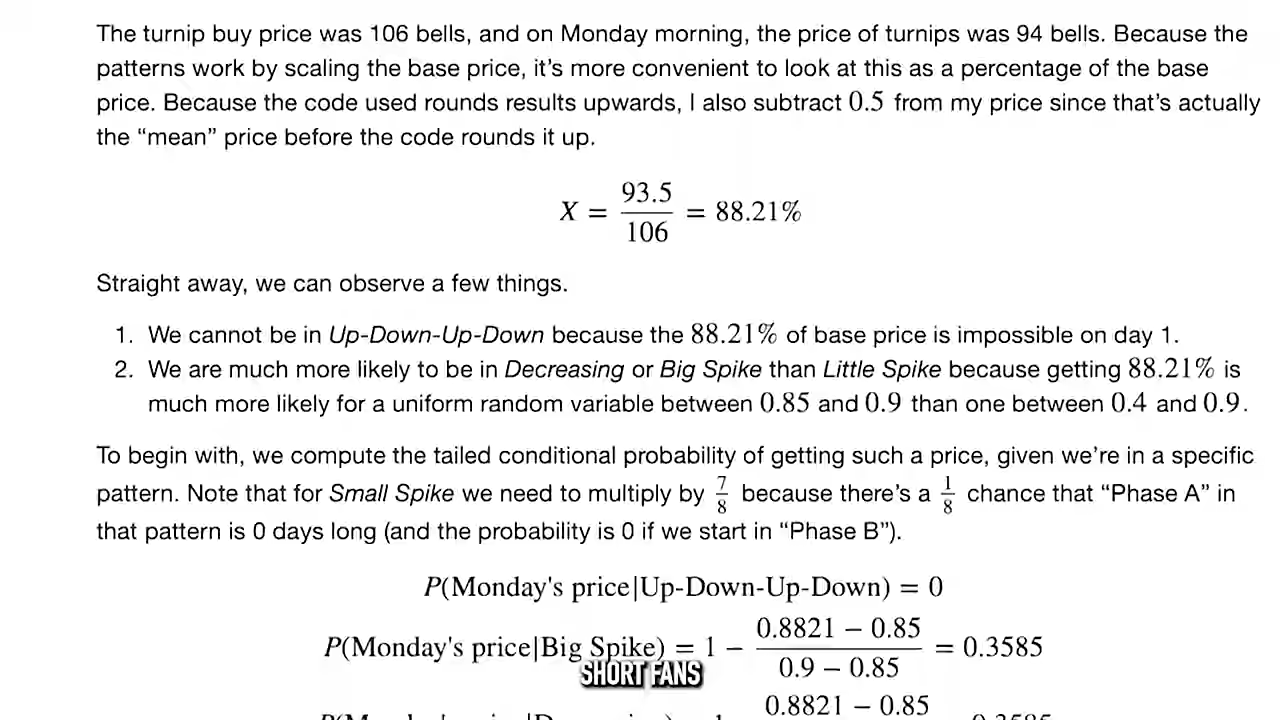 The turnip buy price was 106 bells, and on Monday morning, the price of turnips was 94 bells. Because the
patterns work by scaling the base price, it's more convenient to look at this as a percentage of the base
price. Because the code used rounds results upwards, I also subtract 0.5 from my price since that's actually
the “mean” price before the code rounds it up.
X = 93.5/106 = 88.21%
Straight away, we can observe a few things.
1. We cannot be in Up-Down-Up-Down because the 88.21% of base price is impossible on day 1.
2. We are much more likely to be in Decreasing or Big Spike than Little Spike because getting 88.21% is
much more likely for a uniform random variable between 0.85 and 0.9 than one between 0.4 and 0.9.
To begin with, we compute the tailed conditional probability of getting such a price, given we're in a specific
pattern. Note that for Small Spike we need to multiply by 7/8 because there's a 1/8 chance that “Phase A” in
that pattern is 0 days long (and the probability is 0 if we start in “Phase B”).
P(Monday's price|Up-Down-Up-Down) = 0
P(Monday's price|Big Spike) = 1 − (0.8821 − 0.85)/(0.9 − 0.85) = 0.3585
SHORT FANS
0.8821 − 0.85